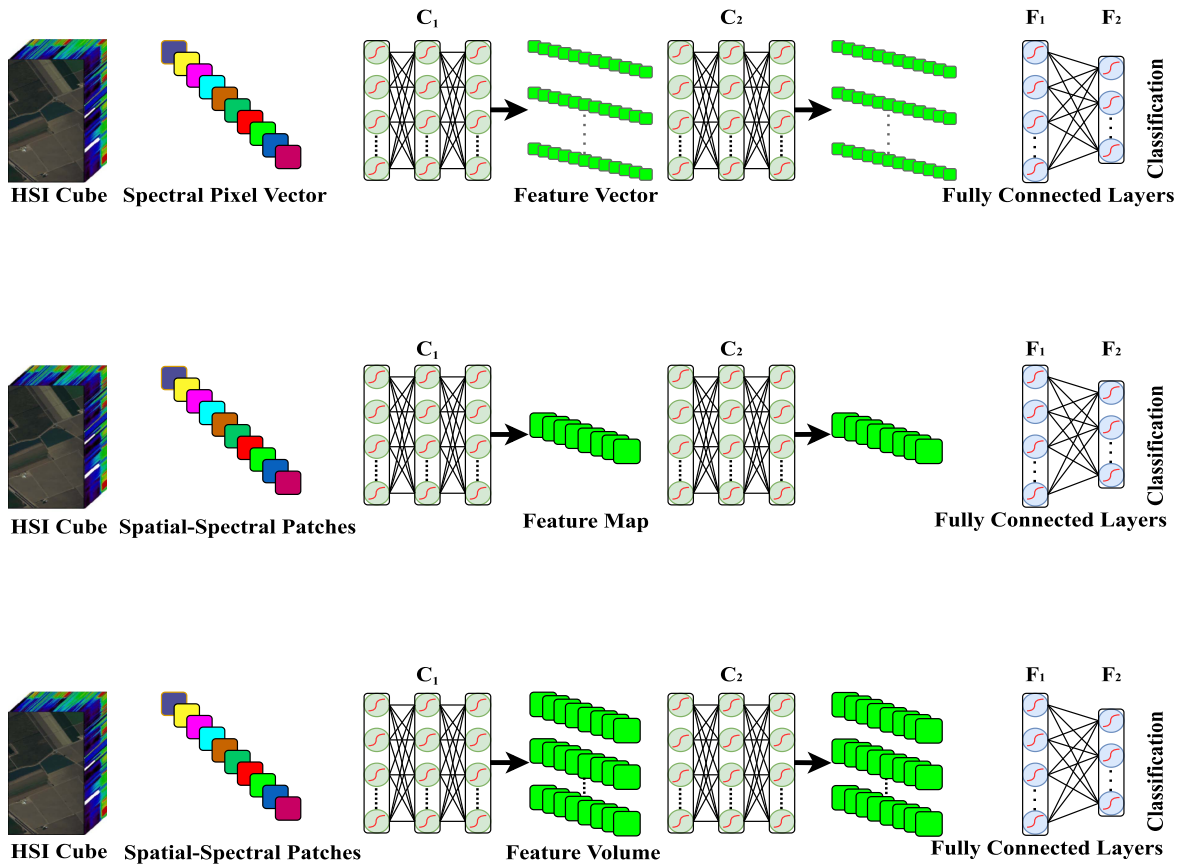 C₁ C₂ F₁ F₂
Classification
HSI Cube Spectral Pixel Vector Feature Vector Fully Connected Layers
C₁ C₂ F₁ F₂
Classification
HSI Cube Spatial-Spectral Patches Feature Map Fully Connected Layers
C₁ C₂ F₁ F₂
Classification
HSI Cube Spatial-Spectral Patches Feature Volume Fully Connected Layers